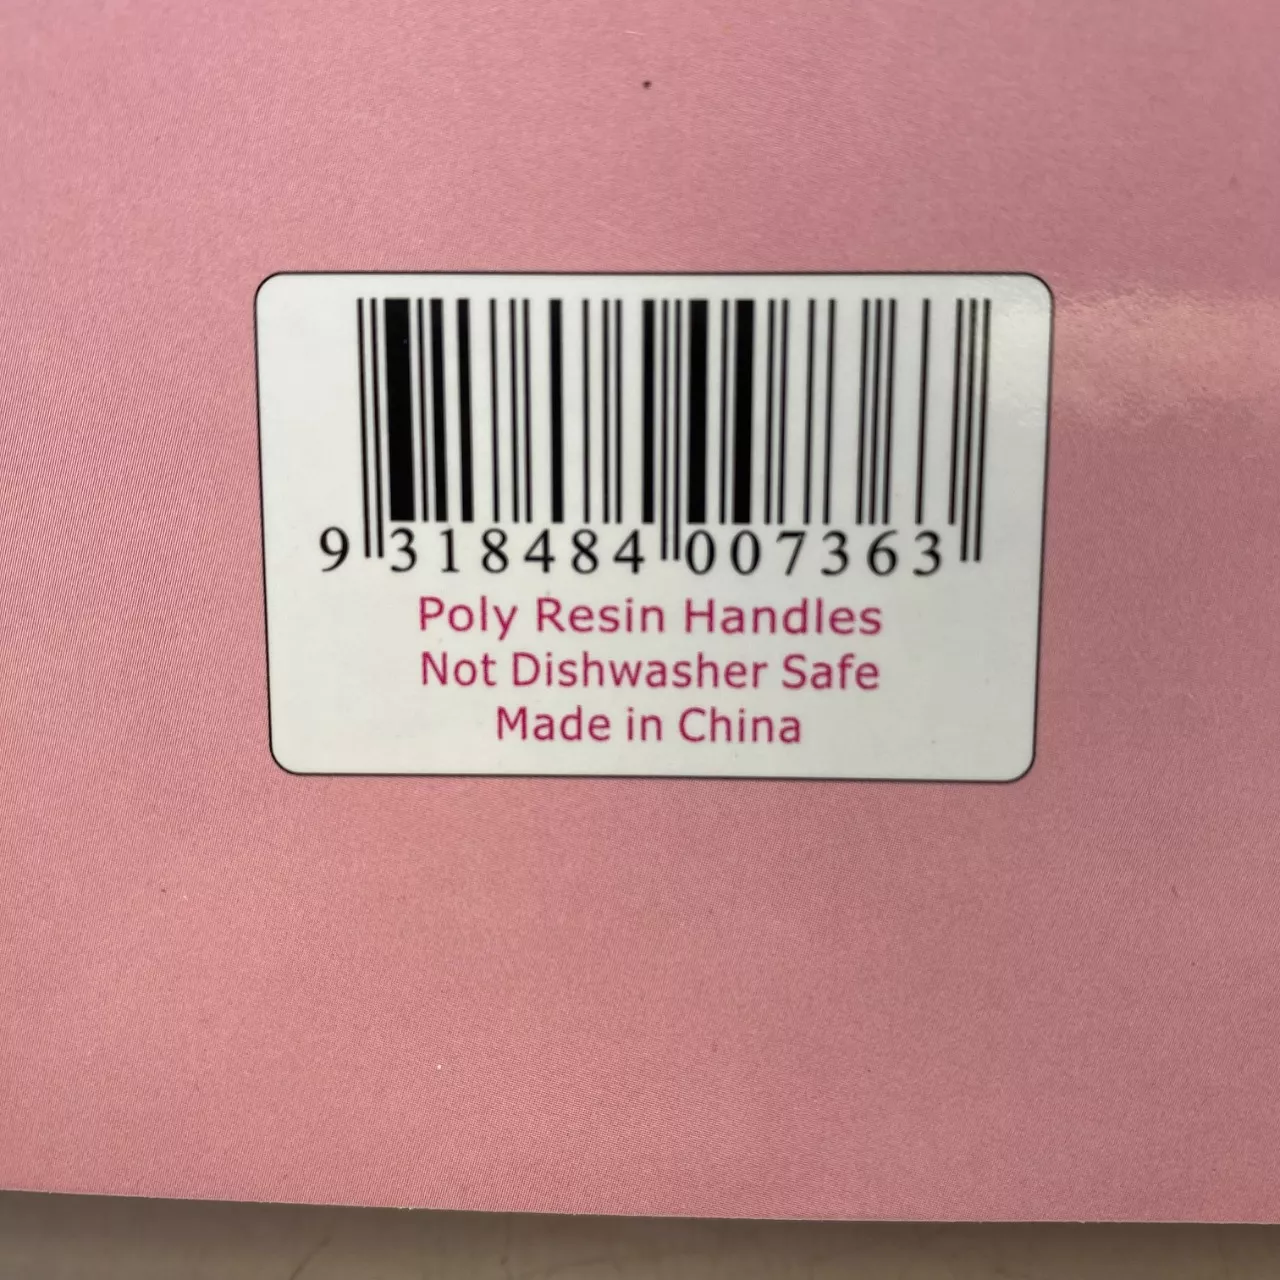 9 318484 007363
Poly Resin Handles
Not Dishwasher Safe
Made in China